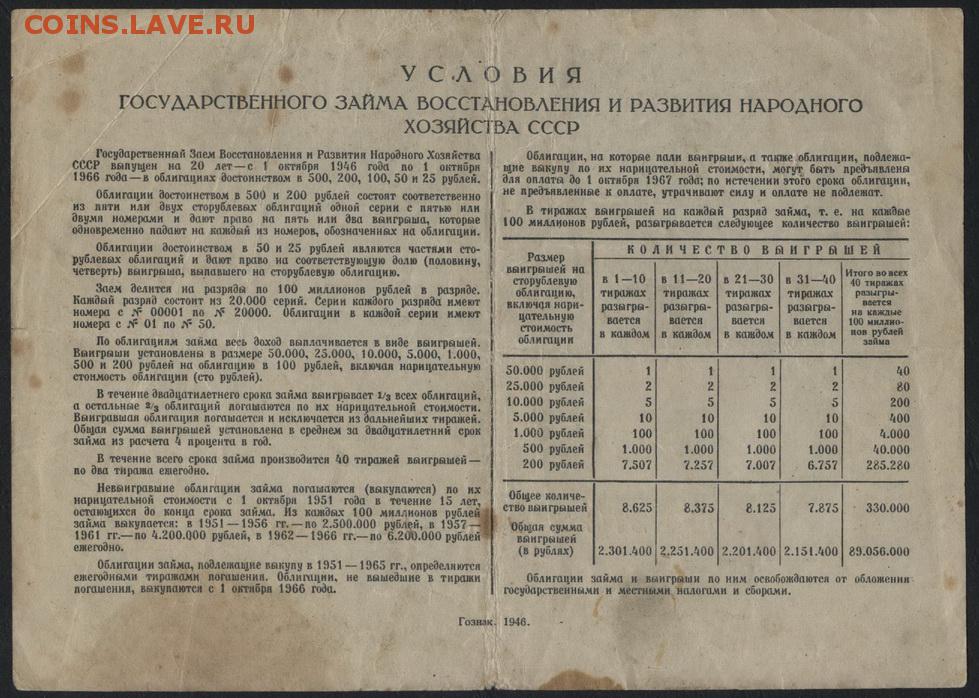 COINS.LAVE.RU
УСЛОВИЯ
ГОСУДАРСТВЕННОГО ЗАЙМА ВОССТАНОВЛЕНИЯ И РАЗВИТИЯ НАРОДНОГО
ХОЗЯЙСТВА СССР
Государственный Заем Восстановления и Развития Народного Хозяйства
СССР выпущен на 20 лет—с 1 октября 1946 года по 1 октября
1966 года—в облигациях достоинством в 500, 200, 100, 50 и 25 рублей.
Облигации достоинством в 500 и 200 рублей состоят соответственно
из пяти или двух сторублевых облигаций одной серии с пятью или
двумя номерами и дают право на пять или два выигрыша, которые
одновременно падают на каждый из номеров, обозначенных на облигации.
Облигации достоинством в 50 и 25 рублей являются частями сто-
рублевых облигаций и дают право на соответствующую долю (половину,
четверть) выигрыша, выпавшего на сторублевую облигацию.
Заем делится на разряды по 100 миллионов рублей в разряде.
Каждый разряд состоит из 20.000 серий. Серии каждого разряда имеют
номера с № 00001 по № 20000. Облигации в каждой серии имеют
номера с № 01 по № 50.
По облигациям займа весь доход выплачивается в виде выигрышей.
Выигрыши установлены в размере 50.000, 25.000, 10.000, 5.000, 1.000,
500 и 200 рублей на облигацию в 100 рублей, включая нарицательную
стоимость облигации (сто рублей).
В течение двадцатилетнего срока займа выигрывает 1/3 всех облигаций,
а остальные 2/3 облигаций погашаются по их нарицательной стоимости.
Выигравшая облигация погашается и исключается из дальнейших тиражей.
Общая сумма выигрышей установлена в среднем за двадцатилетний срок
займа из расчета 4 процента в год.
В течение всего срока займа производится 40 тиражей выигрышей—
по два тиража ежегодно.
Невыигравшие облигации займа погашаются (выкупаются) по их
нарицательной стоимости с 1 октября 1951 года в течение 15 лет,
остающихся до конца срока займа. Из каждых 100 миллионов рублей
займа выкупается: в 1951—1956 гг.—по 2.500.000 рублей, в 1957—
1961 гг.—по 4.200.000 рублей, в 1962—1966 гг.—по 6.200.000 рублей
ежегодно.
Облигации займа, подлежащие выкупу в 1951—1965 гг., определяются
ежегодными тиражами погашения. Облигации, не вышедшие в тиражи
погашения, выкупаются с 1 октября 1966 года.
Облигации, на которые пали выигрыши, а также облигации, подлежа-
щие выкупу по их нарицательной стоимости, могут быть предъявлены
для оплаты до 1 октября 1967 года; по истечении этого срока облигации,
не предъявленные к оплате, утрачивают силу и оплате не подлежат.
В тиражах выигрышей на каждый разряд займа, т. е. на каждые
100 миллионов рублей, разыгрывается следующее количество выигрышей:
Размер
выигрышей на
сторублевую
облигацию,
включая нари-
цательную
стоимость
облигации
КОЛИЧЕСТВО ВЫИГРЫШЕЙ
в 1—10
тиражах
разыгры-
вается
в каждом
в 11—20
тиражах
разыгры-
вается
в каждом
в 21—30
тиражах
разыгры-
вается
в каждом
в 31—40
тиражах
разыгры-
вается
в каждом
Итого во всех
40 тиражах
разыгры-
вается
на каждые
100 миллио-
нов рублей
займа
50.000 рублей 1 1 1 1 40
25.000 рублей 2 2 2 2 80
10.000 рублей 5 5 5 5 200
5.000 рублей 10 10 10 10 400
1.000 рублей 100 100 100 100 4.000
500 рублей 1.000 1.000 1.000 1.000 40.000
200 рублей 7.507 7.257 7.007 6.757 285.280
Общее количе-
ство выигрышей 8.625 8.375 8.125 7.875 330.000
Общая сумма
выигрышей
(в рублях) 2.301.400 2.251.400 2.201.400 2.151.400 89.056.000
Облигации займа и выигрыши по ним освобождаются от обложения
государственными и местными налогами и сборами.
Гознак. 1946.